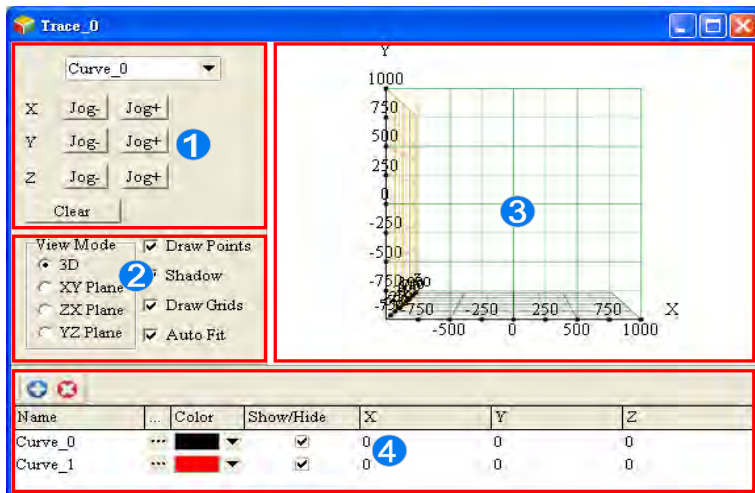 Trace_0
Curve_0
X Jog- Jog+
Y Jog- Jog+
Z Jog- Jog+
Clear
1
View Mode
3D
XY Plane
ZX Plane
YZ Plane
2
Draw Points
Shadow
Draw Grids
Auto Fit
Y
1000
750
500
250
0
-250
-500
-750
3
-750 -250 250 750 X
-500 0 500 1000
Name ... Color Show/Hide X Y Z
Curve_0 ... 0 0 0
Curve_1 ... 0 0 0
4